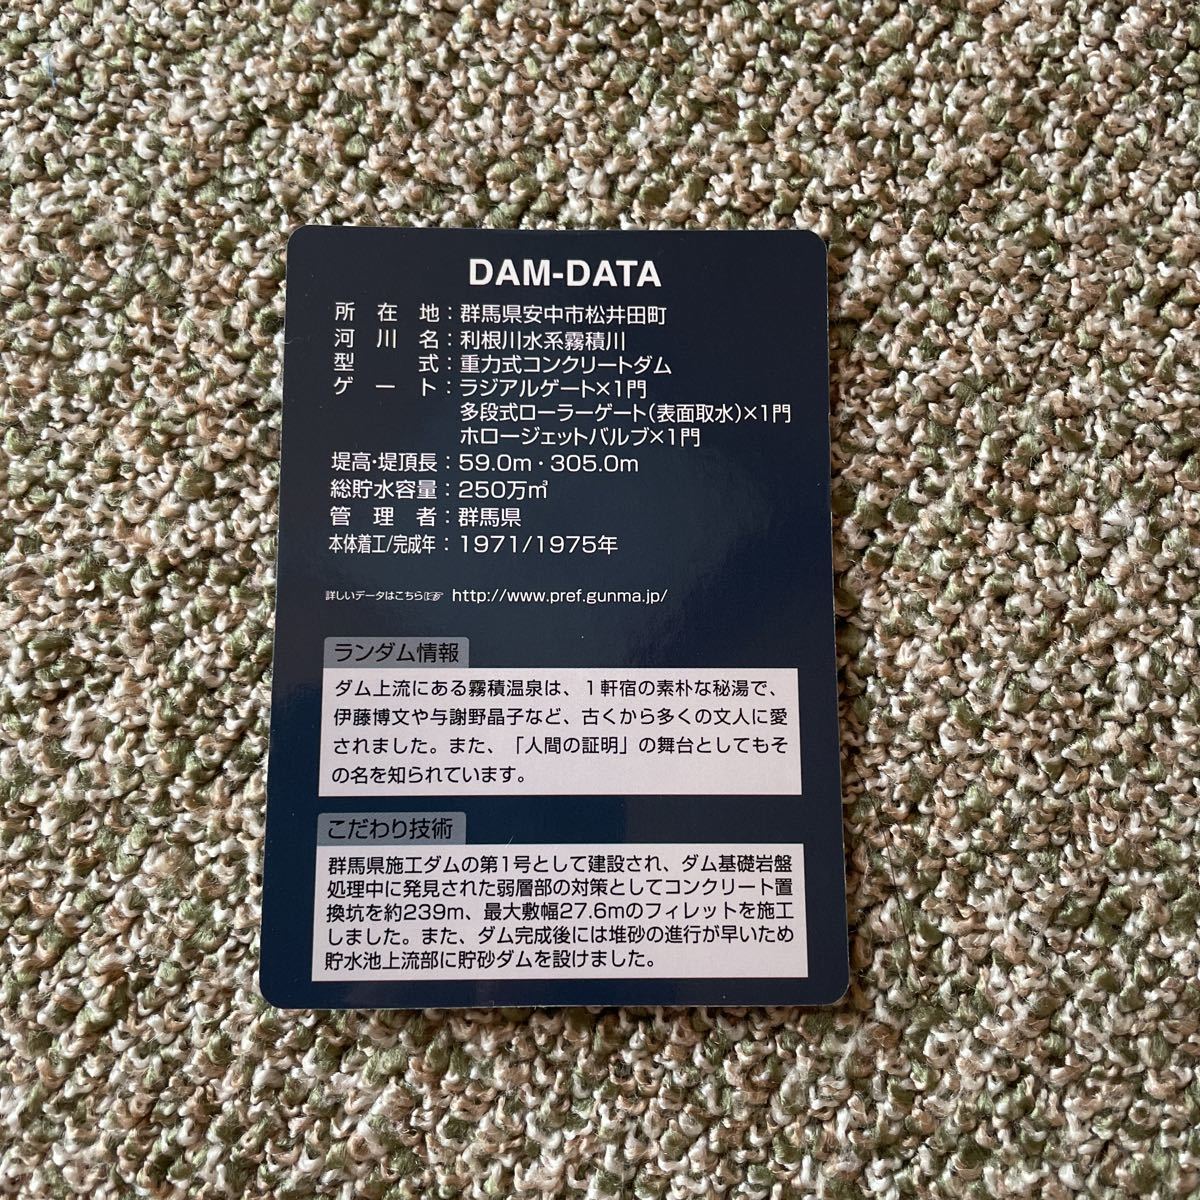 DAM-DATA
所在地：群馬県安中市松井田町
河川名：利根川水系霧積川
型式：重力式コンクリートダム
ゲート：ラジアルゲート×1門
多段式ローラーゲート（表面取水）×1門
ホロージェットバルブ×1門
堤高・堤頂長：59.0m・305.0m
総貯水容量：250万㎥
管理者：群馬県
本体着工/完成年：1971/1975年
詳しいデータはこちら☞ http://www.pref.gunma.jp/
ランダム情報
ダム上流にある霧積温泉は、１軒宿の素朴な秘湯で、
伊藤博文や与謝野晶子など、古くから多くの文人に愛
されました。また、「人間の証明」の舞台としてもそ
の名を知られています。
こだわり技術
群馬県施工ダムの第1号として建設され、ダム基礎岩盤
処理中に発見された弱層部の対策としてコンクリート置
換坑を約239m、最大敷幅27.6mのフィレットを施工
しました。また、ダム完成後には堆砂の進行が早いため
貯水池上流部に貯砂ダムを設けました。